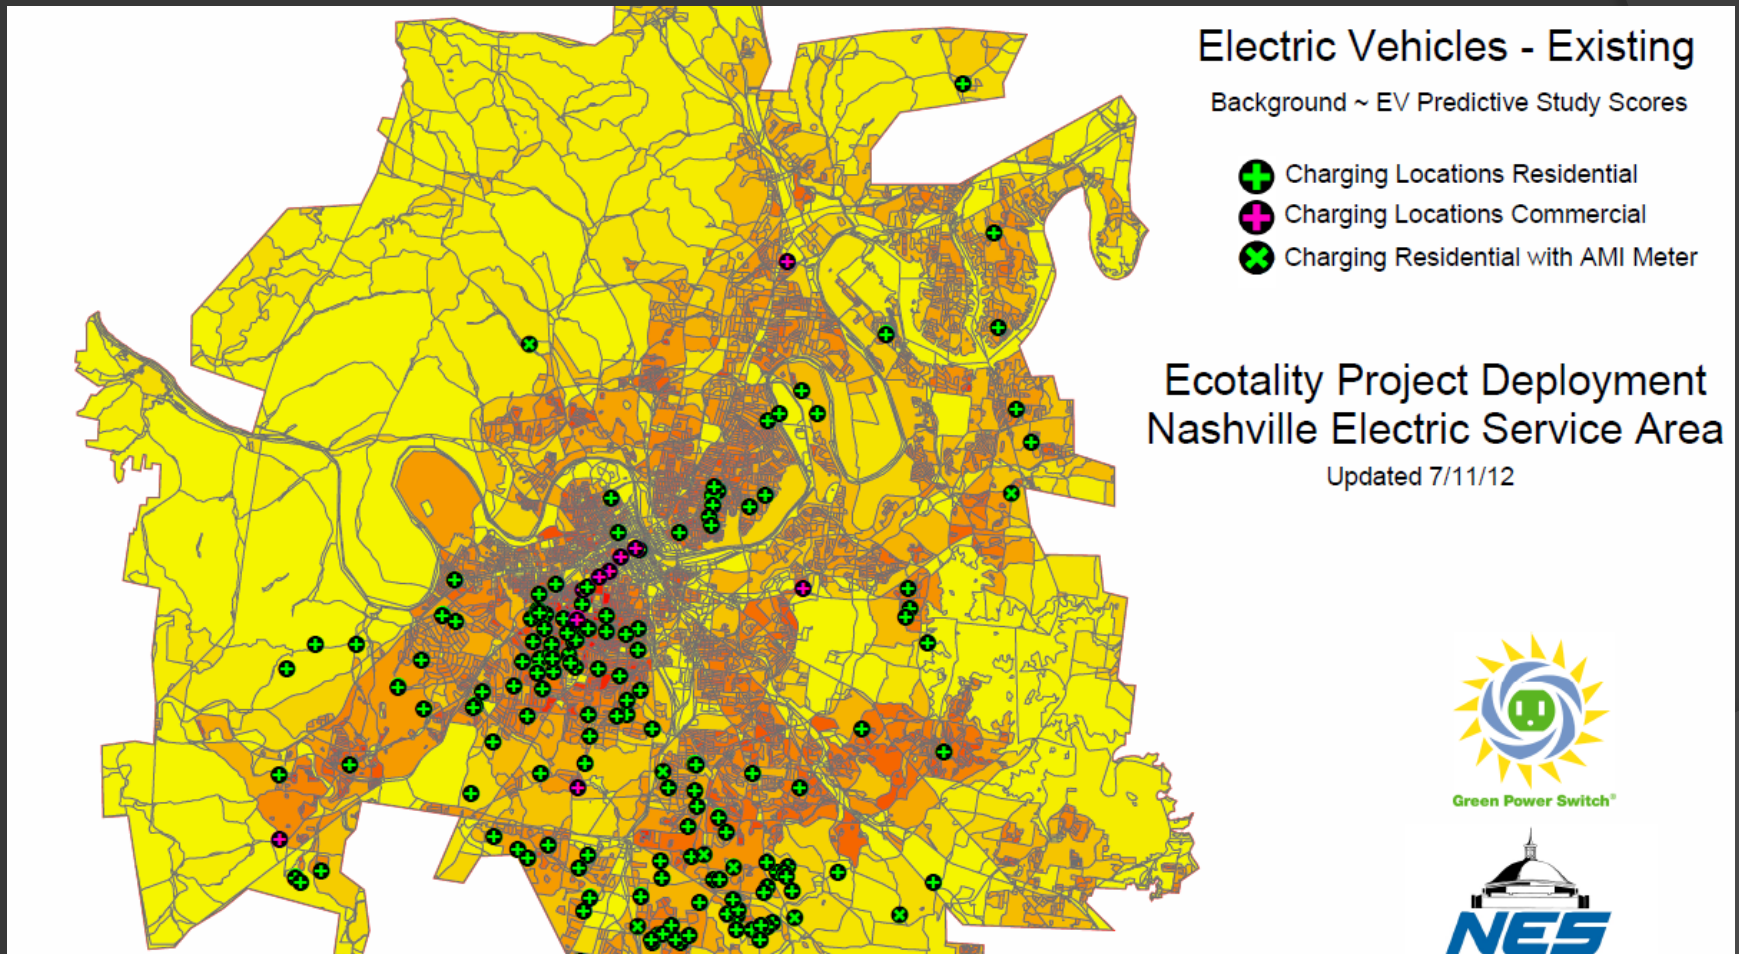 Electric Vehicles - Existing
Background ~ EV Predictive Study Scores
Charging Locations Residential
Charging Locations Commercial
Charging Residential with AMI Meter
Ecotality Project Deployment
Nashville Electric Service Area
Updated 7/11/12
Green Power Switch®
NES